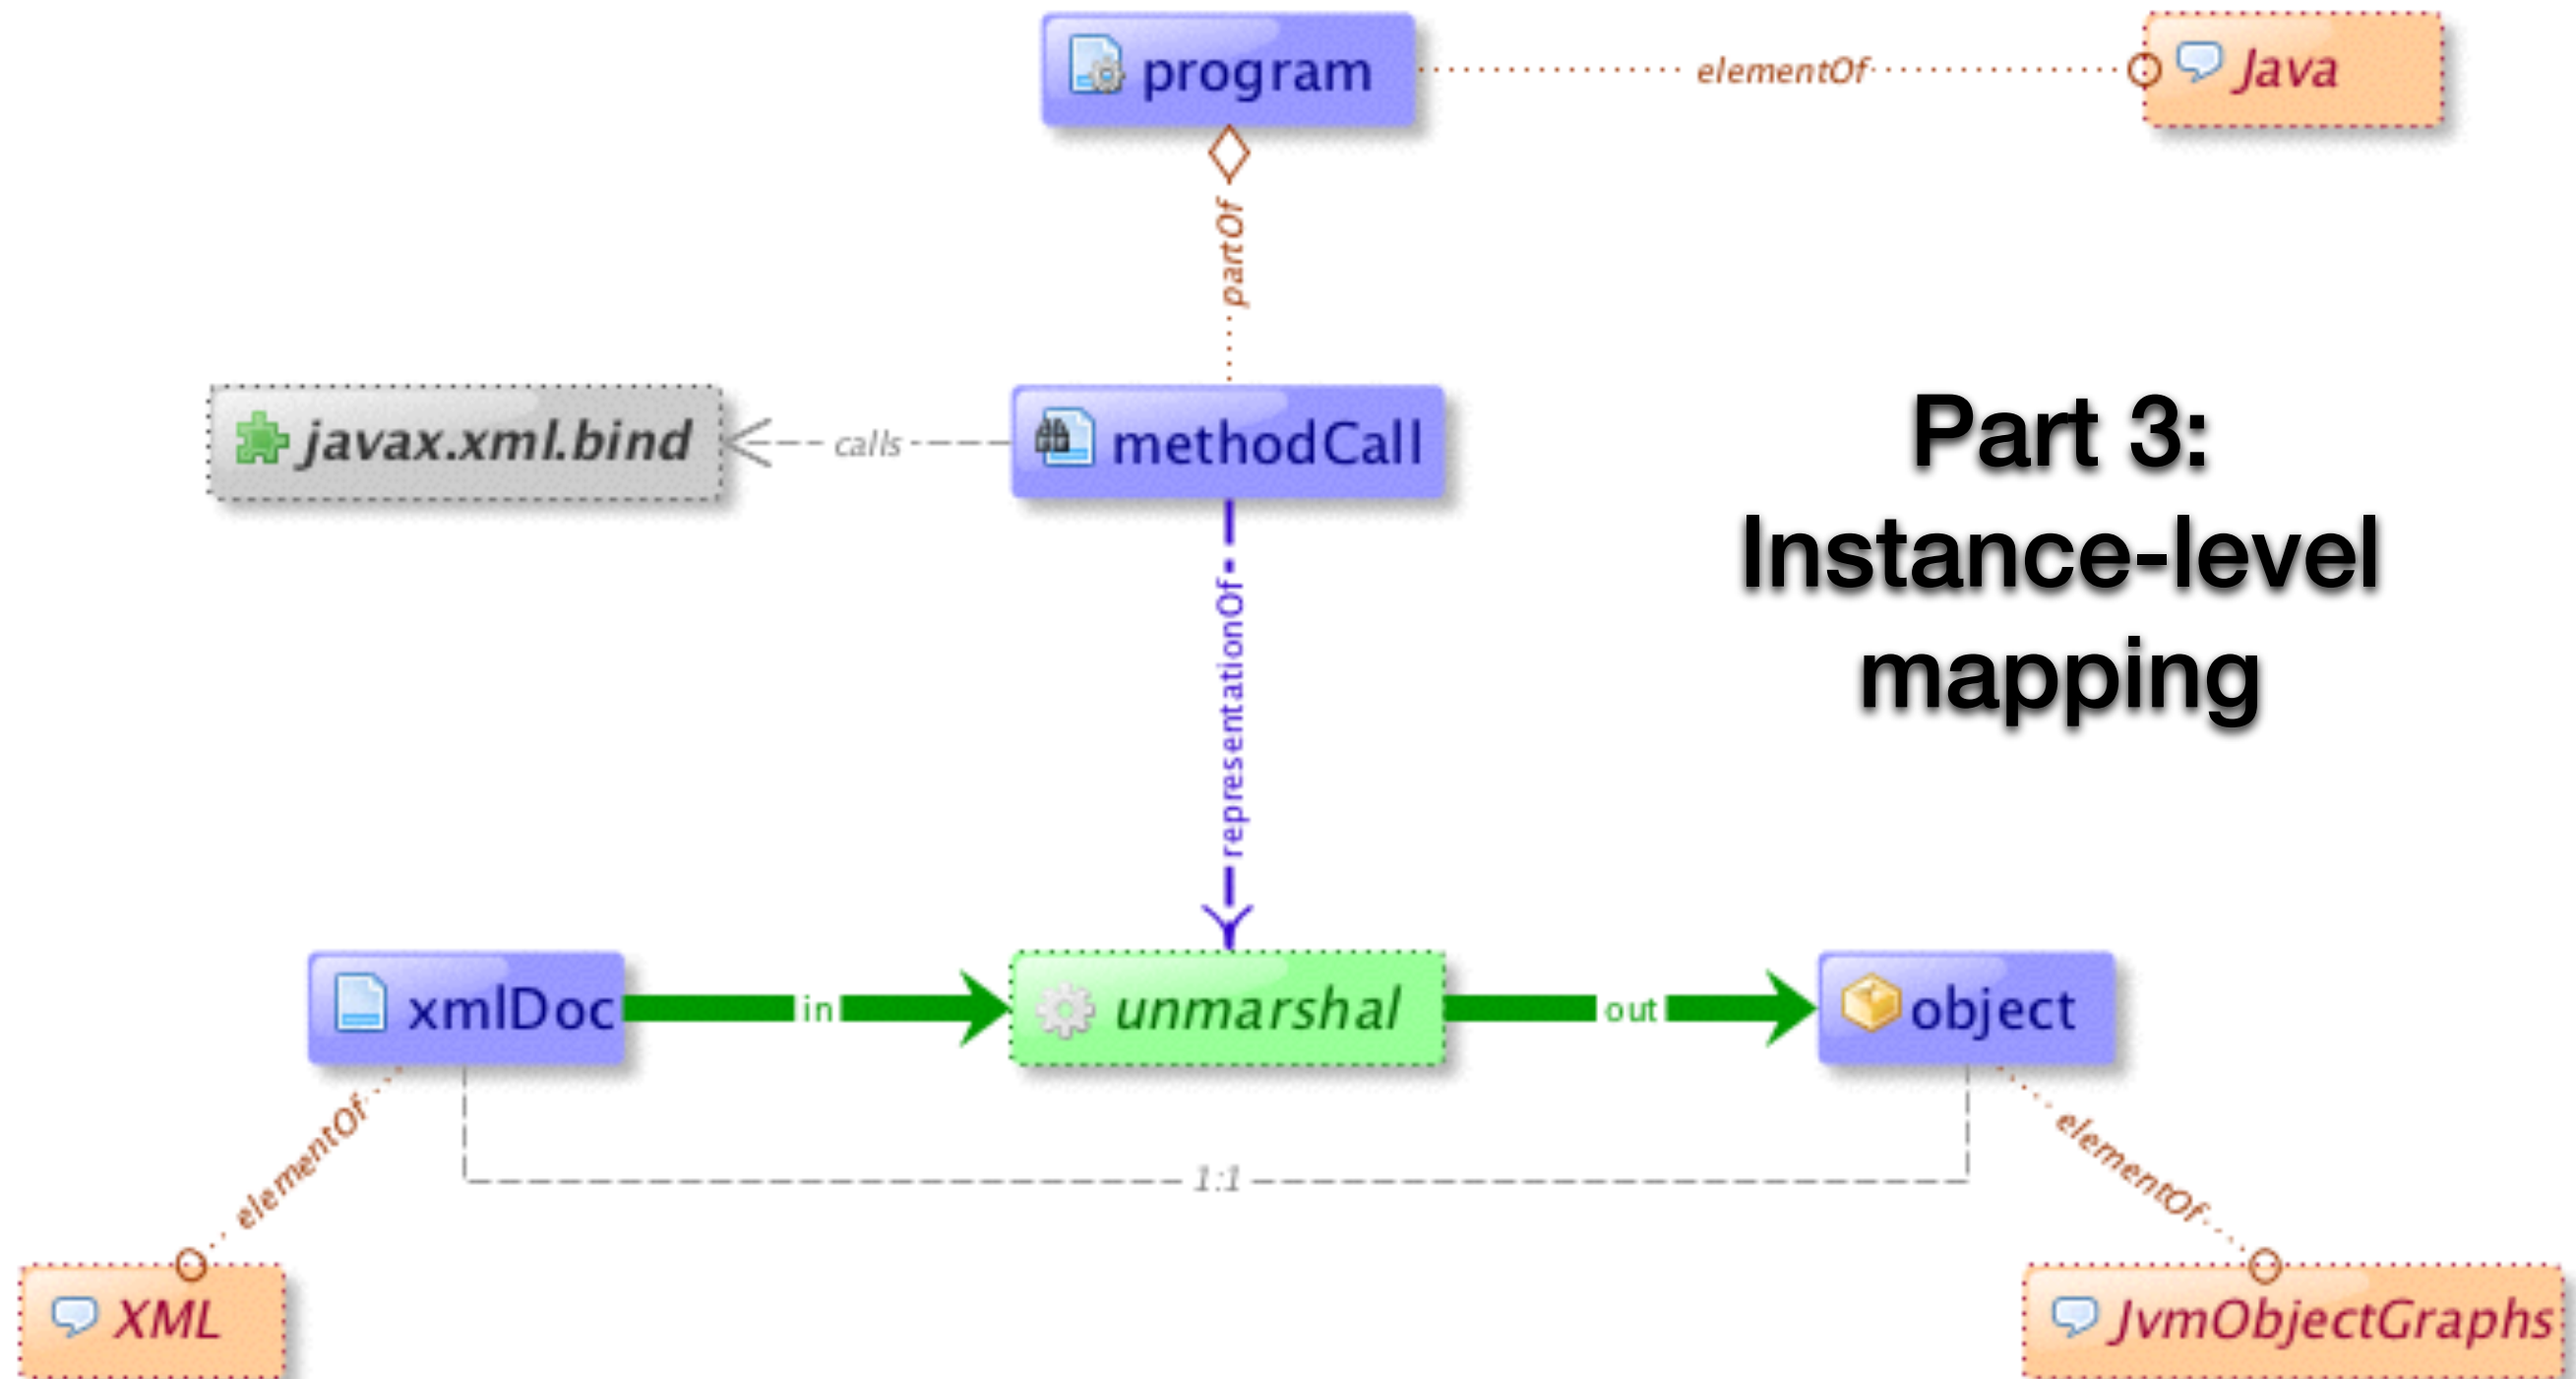 program
elementOf
Java
partOf
javax.xml.bind
calls
methodCall
Part 3:
Instance-level
mapping
representationOf
xmlDoc
in
unmarshal
out
object
elementOf
1:1
elementOf
XML
JvmObjectGraphs